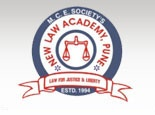 M. C. E. SOCIETY'S
NEW LAW ACADEMY, PUNE
LAW FOR JUSTICE & LIBERTY
ESTD. 1994